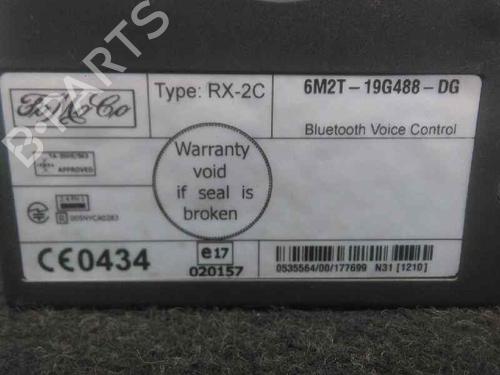 FoMoCo
Type: RX-2C
6M2T-19G488-DG
Bluetooth Voice Control
Warranty
void
if seal is
broken
APPROVED
R 005NYCA0283
CE0434
e17
020157
0535564/00/177699 N31 [1210]
B-PARTS